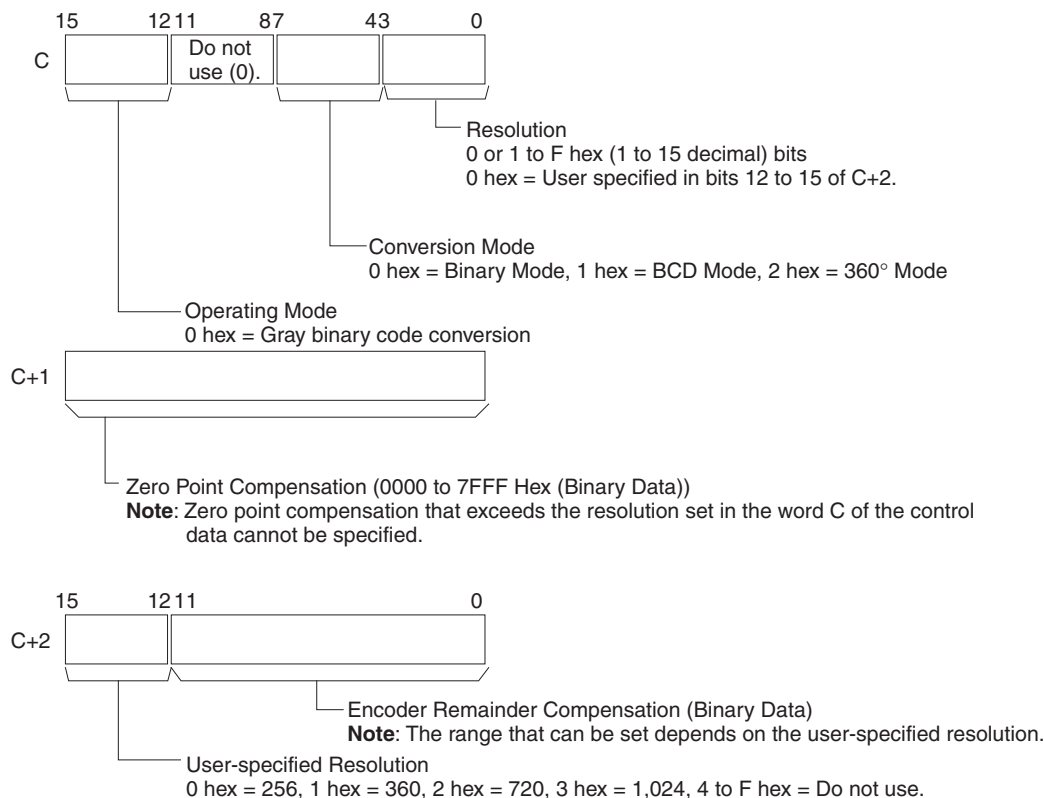 15 12 11 87 43 0
C
Do not
use (0).
Resolution
0 or 1 to F hex (1 to 15 decimal) bits
0 hex = User specified in bits 12 to 15 of C+2.
Conversion Mode
0 hex = Binary Mode, 1 hex = BCD Mode, 2 hex = 360° Mode
Operating Mode
0 hex = Gray binary code conversion
C+1
Zero Point Compensation (0000 to 7FFF Hex (Binary Data))
Note: Zero point compensation that exceeds the resolution set in the word C of the control
data cannot be specified.
15 12 11 0
C+2
Encoder Remainder Compensation (Binary Data)
Note: The range that can be set depends on the user-specified resolution.
User-specified Resolution
0 hex = 256, 1 hex = 360, 2 hex = 720, 3 hex = 1,024, 4 to F hex = Do not use.